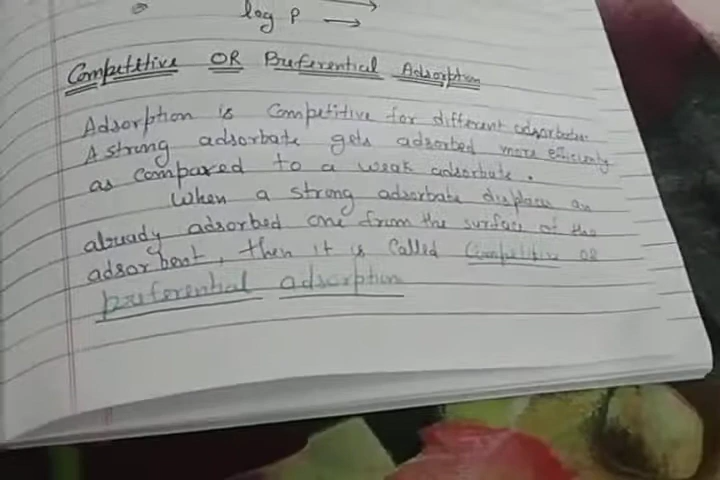 log P →
Competitive OR Preferential Adsorption
Adsorption is Competitive for different adsorbates.
A strong adsorbate gets adsorbed more efficiently
as compared to a weak adsorbate.
When a strong adsorbate displaces an
already adsorbed one from the surface of the
adsorbent, then it is called Competitive or
preferential adsorption